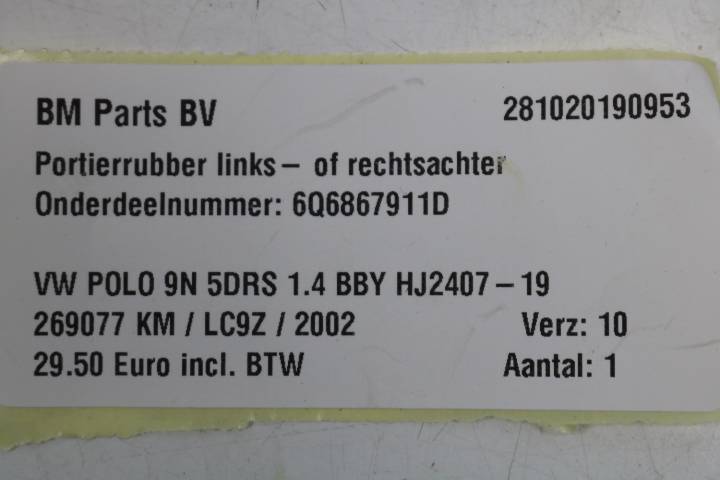 BM Parts BV 281020190953
Portierrubber links – of rechtsachter
Onderdeelnummer: 6Q6867911D
VW POLO 9N 5DRS 1.4 BBY HJ2407 – 19
269077 KM / LC9Z / 2002 Verz: 10
29.50 Euro incl. BTW Aantal: 1